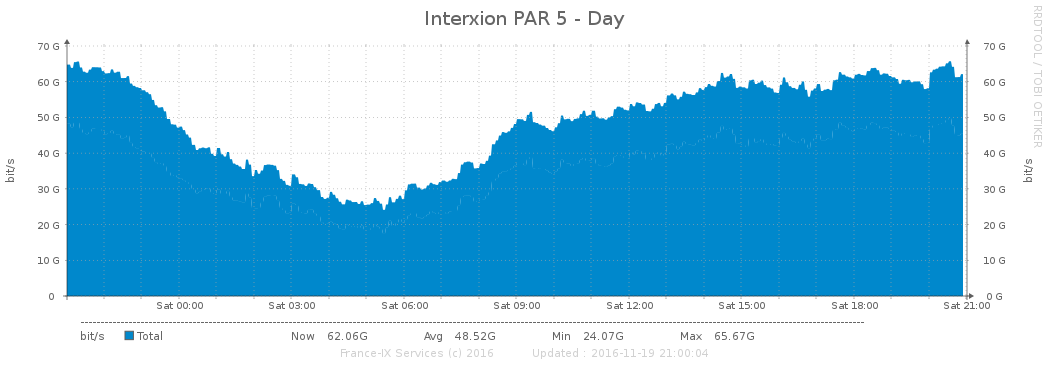 Interxion PAR 5 - Day
RRDTOOL / TOBI OETIKER
70 G 70 G
60 G 60 G
50 G 50 G
40 G 40 G
30 G 30 G
20 G 20 G
10 G 10 G
0 0 G
bit/s bit/s
Sat 00:00 Sat 03:00 Sat 06:00 Sat 09:00 Sat 12:00 Sat 15:00 Sat 18:00 Sat 21:00
bit/s Total Now 62.06G Avg 48.52G Min 24.07G Max 65.67G
France-IX Services (c) 2016 Updated : 2016-11-19 21:00:04